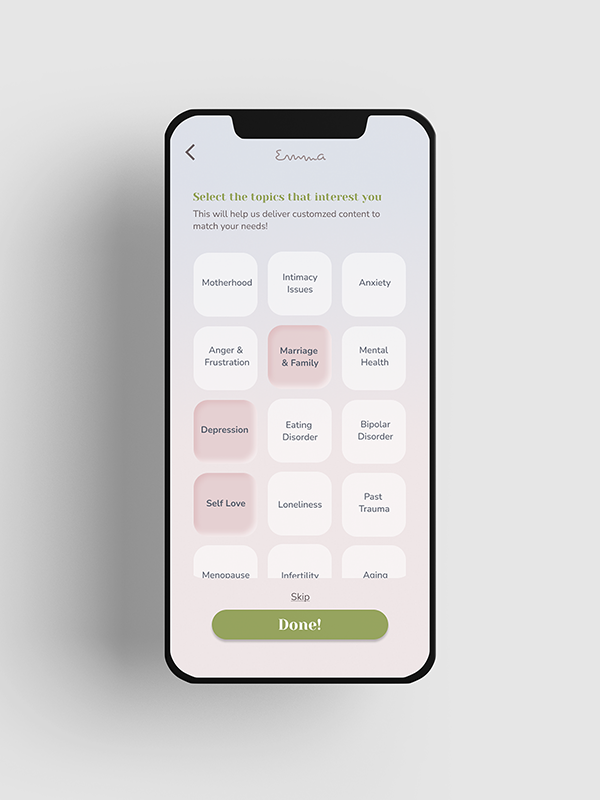 Emma
Select the topics that interest you
This will help us deliver customzed content to
match your needs!
Motherhood
Intimacy
Issues
Anxiety
Anger &
Frustration
Marriage
& Family
Mental
Health
Depression
Eating
Disorder
Bipolar
Disorder
Self Love
Loneliness
Past
Trauma
Menopause
Infertility
Aging
Skip
Done!